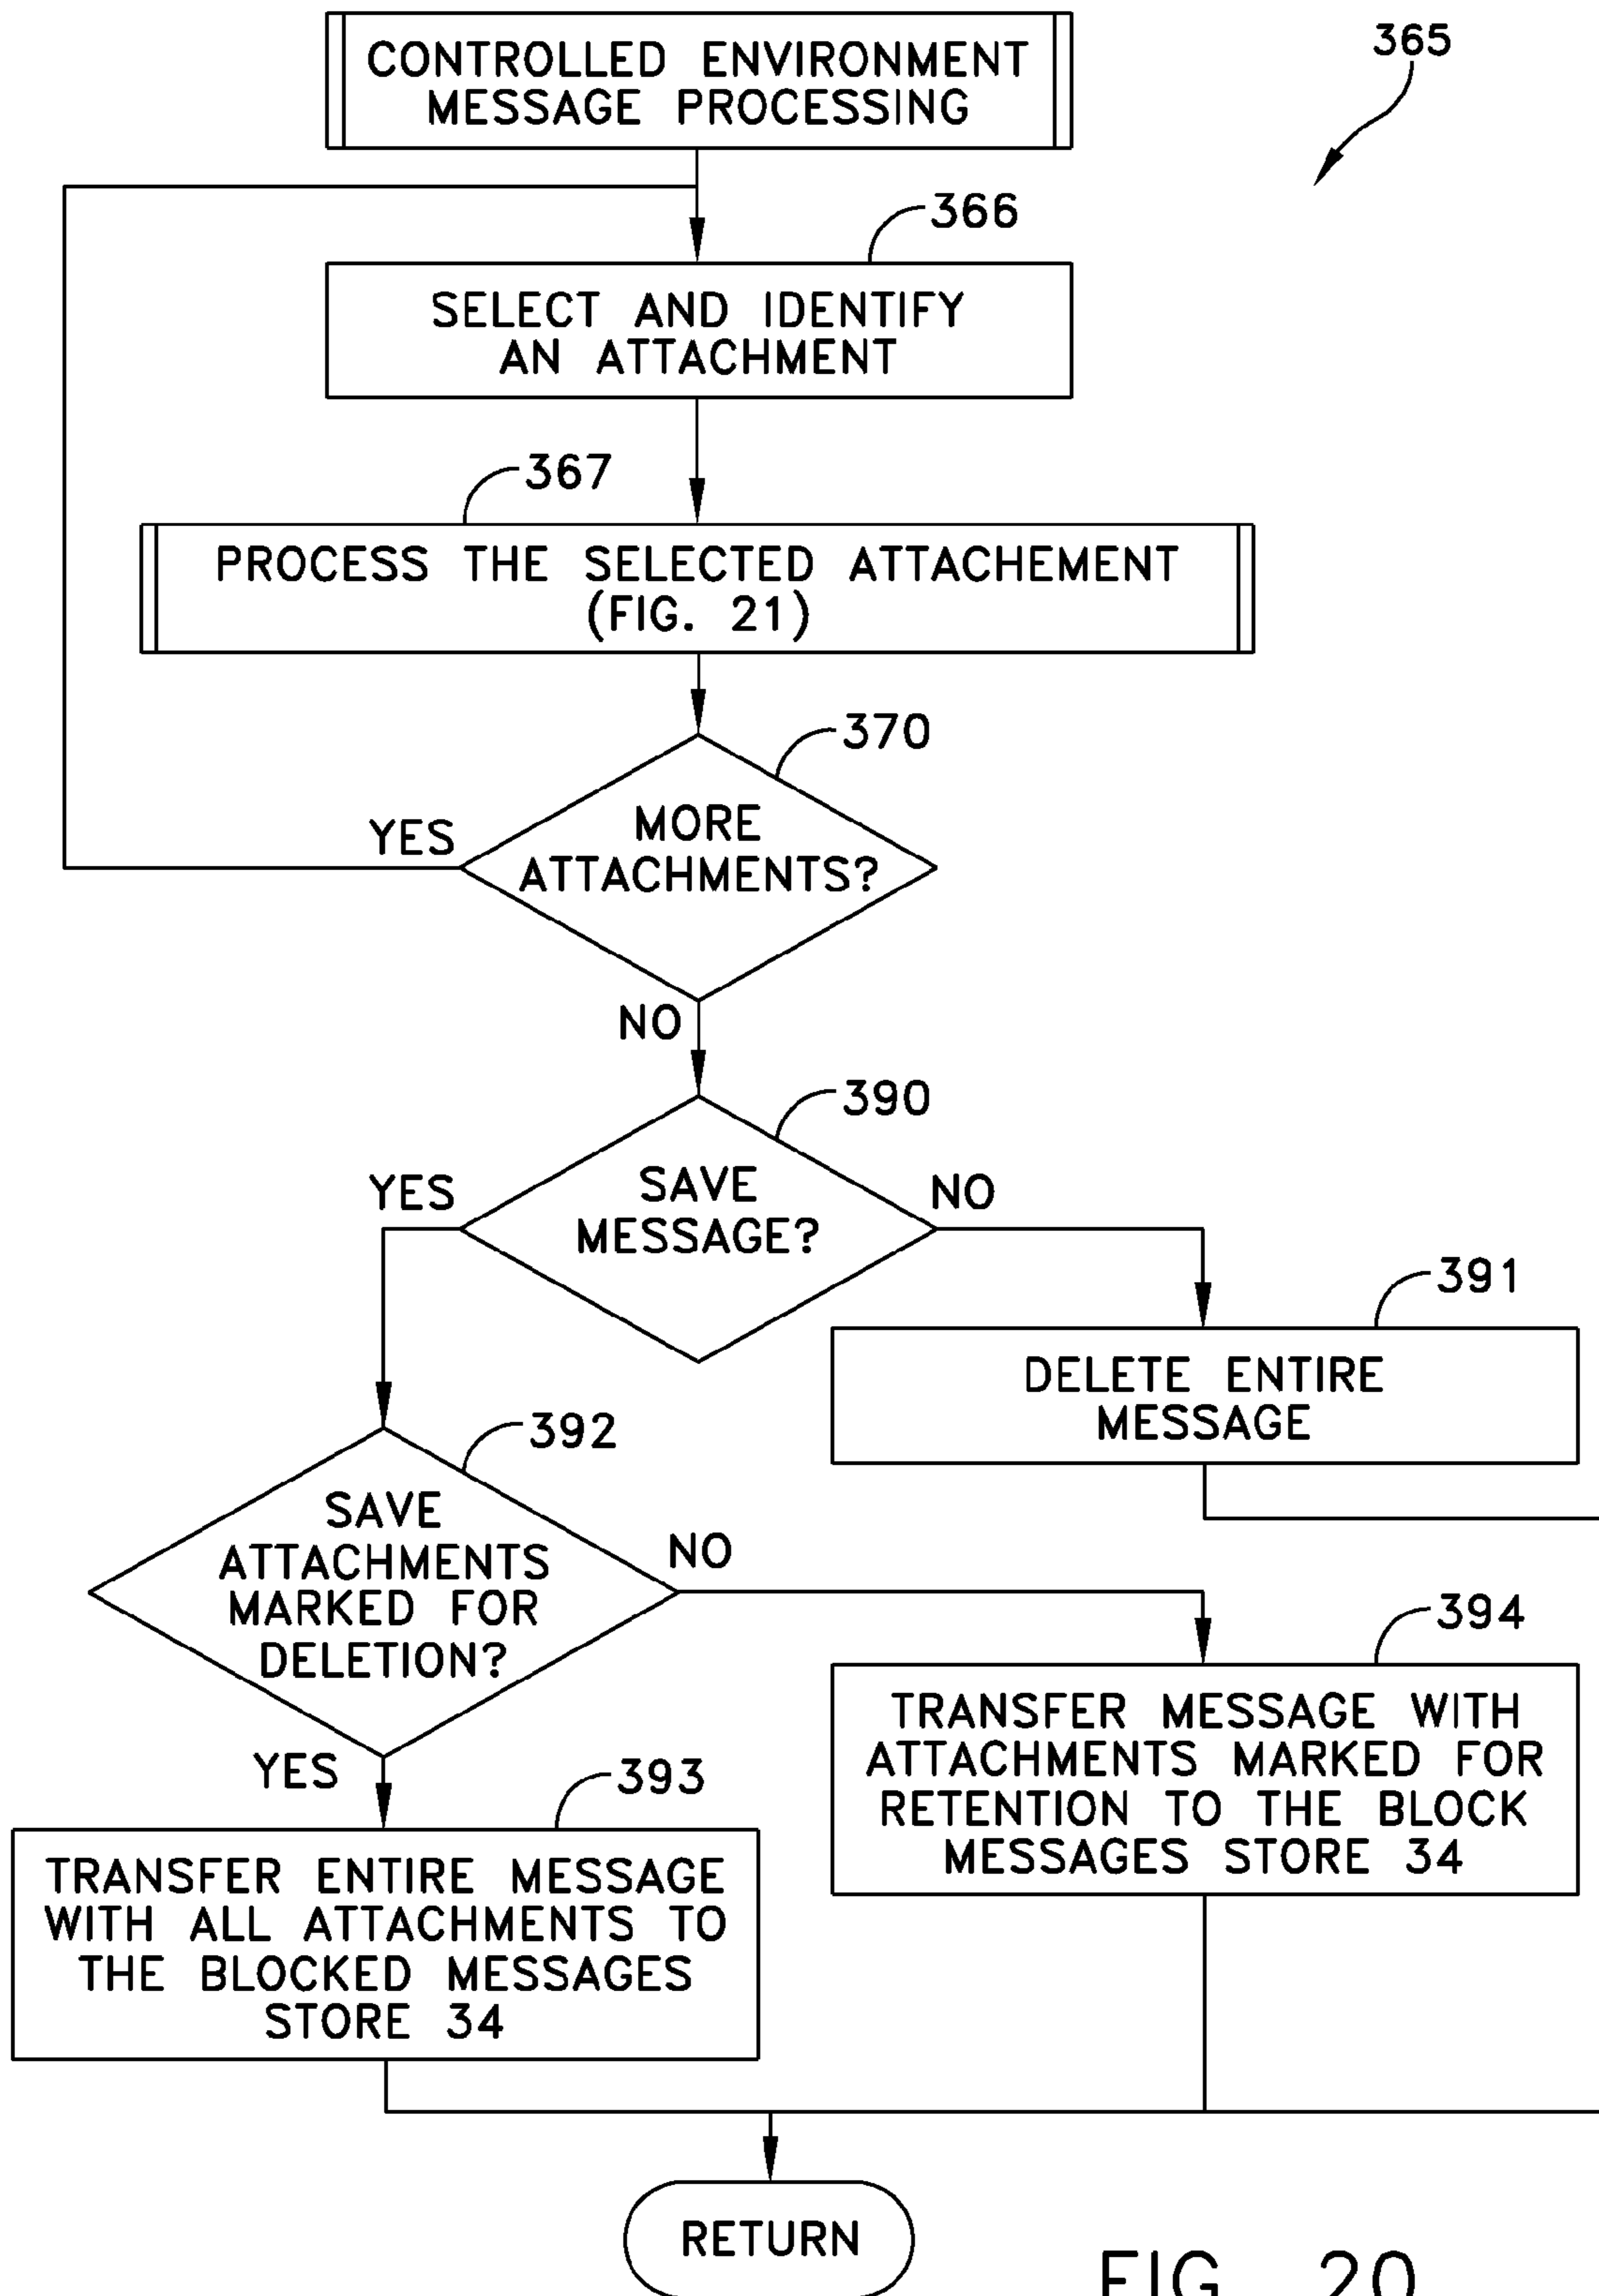 CONTROLLED ENVIRONMENT
MESSAGE PROCESSING
365
366
SELECT AND IDENTIFY
AN ATTACHMENT
367
PROCESS THE SELECTED ATTACHEMENT
(FIG. 21)
370
MORE
ATTACHMENTS?
YES
NO
390
SAVE
MESSAGE?
YES
NO
391
DELETE ENTIRE
MESSAGE
392
SAVE
ATTACHMENTS
MARKED FOR
DELETION?
NO
YES
394
TRANSFER MESSAGE WITH
ATTACHMENTS MARKED FOR
RETENTION TO THE BLOCK
MESSAGES STORE 34
393
TRANSFER ENTIRE MESSAGE
WITH ALL ATTACHMENTS TO
THE BLOCKED MESSAGES
STORE 34
RETURN
FIG. 20